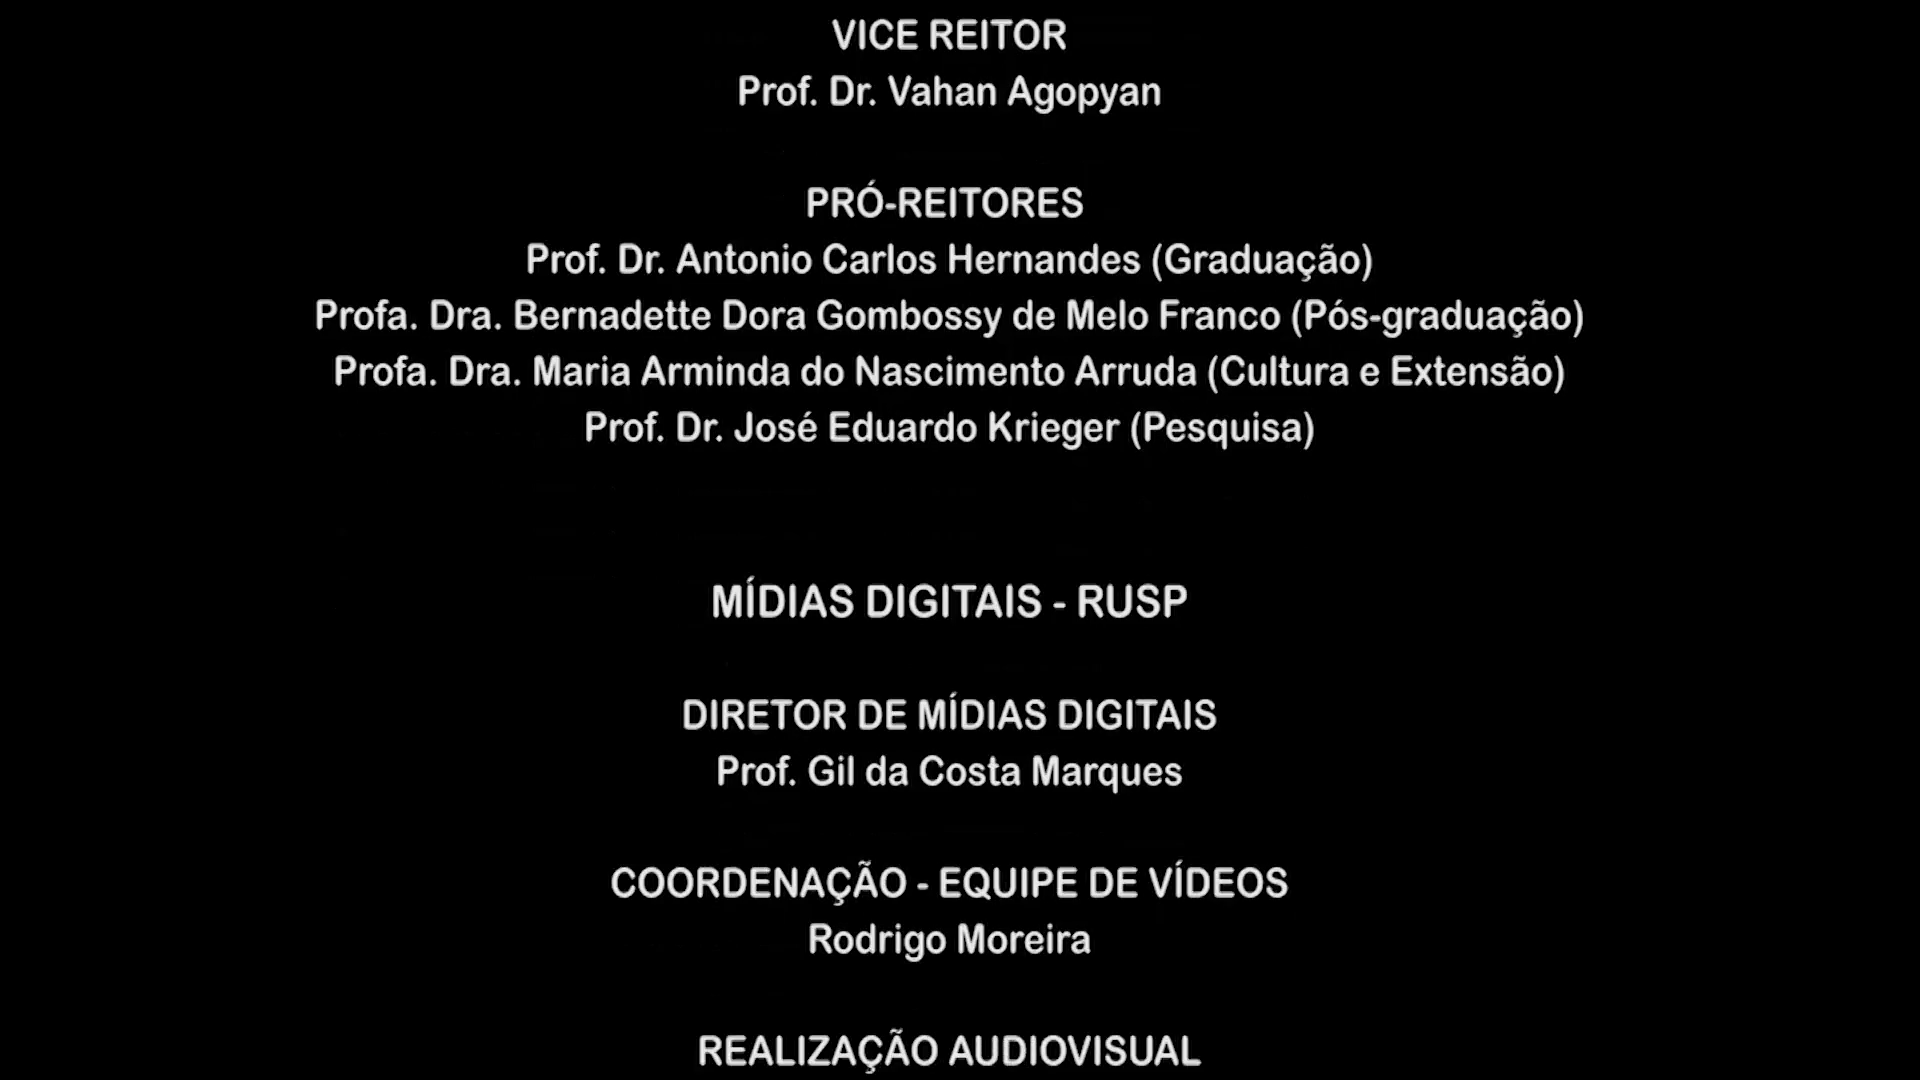 VICE REITOR
Prof. Dr. Vahan Agopyan
PRÓ-REITORES
Prof. Dr. Antonio Carlos Hernandes (Graduação)
Profa. Dra. Bernadette Dora Gombossy de Melo Franco (Pós-graduação)
Profa. Dra. Maria Arminda do Nascimento Arruda (Cultura e Extensão)
Prof. Dr. José Eduardo Krieger (Pesquisa)
MÍDIAS DIGITAIS - RUSP
DIRETOR DE MÍDIAS DIGITAIS
Prof. Gil da Costa Marques
COORDENAÇÃO - EQUIPE DE VÍDEOS
Rodrigo Moreira
REALIZAÇÃO AUDIOVISUAL